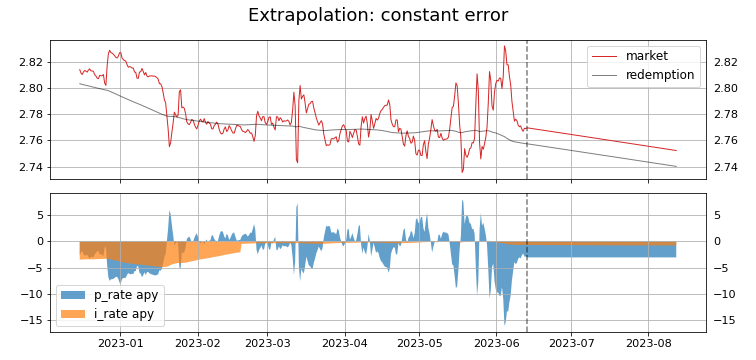 Extrapolation: constant error
2.82 2.82
2.80 2.80
2.78 2.78
2.76 2.76
2.74 2.74
market
redemption
5 5
0 0
−5 −5
−10 −10
−15 −15
p_rate apy
i_rate apy
2023-01 2023-02 2023-03 2023-04 2023-05 2023-06 2023-07 2023-08